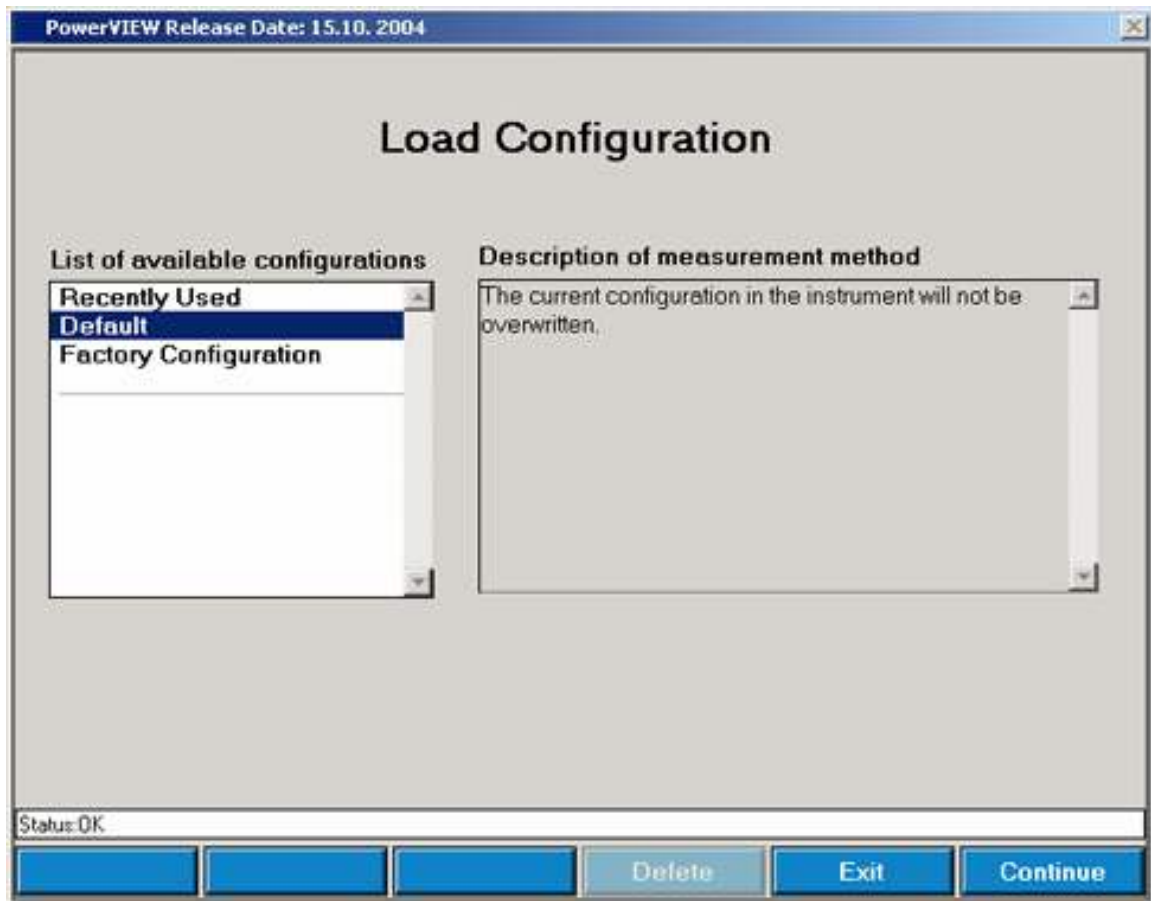 PowerVIEW Release Date: 15.10. 2004
Load Configuration
List of available configurations
Recently Used
Default
Factory Configuration
Description of measurement method
The current configuration in the instrument will not be
overwritten.
Status:OK
Delete
Exit
Continue